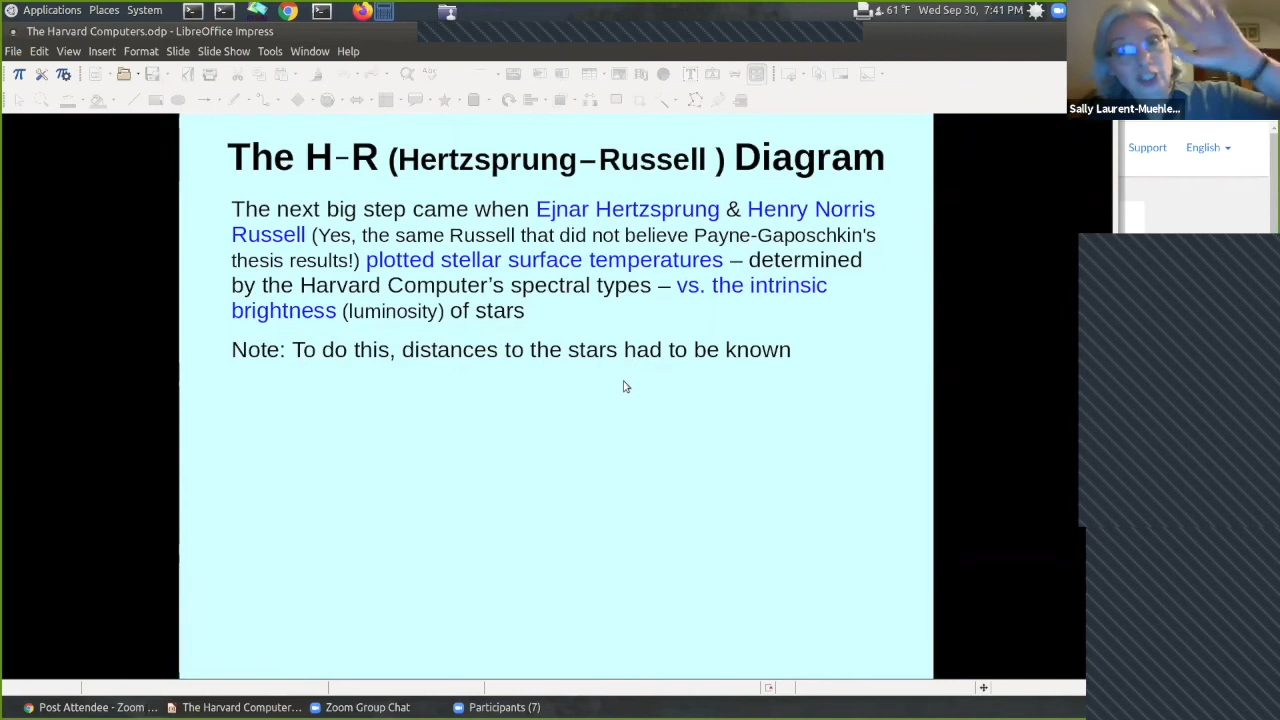 Applications Places System
61 °F Wed Sep 30, 7:41 PM
The Harvard Computers.odp - LibreOffice Impress
File Edit View Insert Format Slide Slide Show Tools Window Help
Sally Laurent-Muehle...
Support English
The H–R (Hertzsprung–Russell ) Diagram
The next big step came when Ejnar Hertzsprung & Henry Norris
Russell (Yes, the same Russell that did not believe Payne-Gaposchkin's
thesis results!) plotted stellar surface temperatures – determined
by the Harvard Computer’s spectral types – vs. the intrinsic
brightness (luminosity) of stars
Note: To do this, distances to the stars had to be known
Post Attendee - Zoom ... The Harvard Computer... Zoom Group Chat Participants (7)